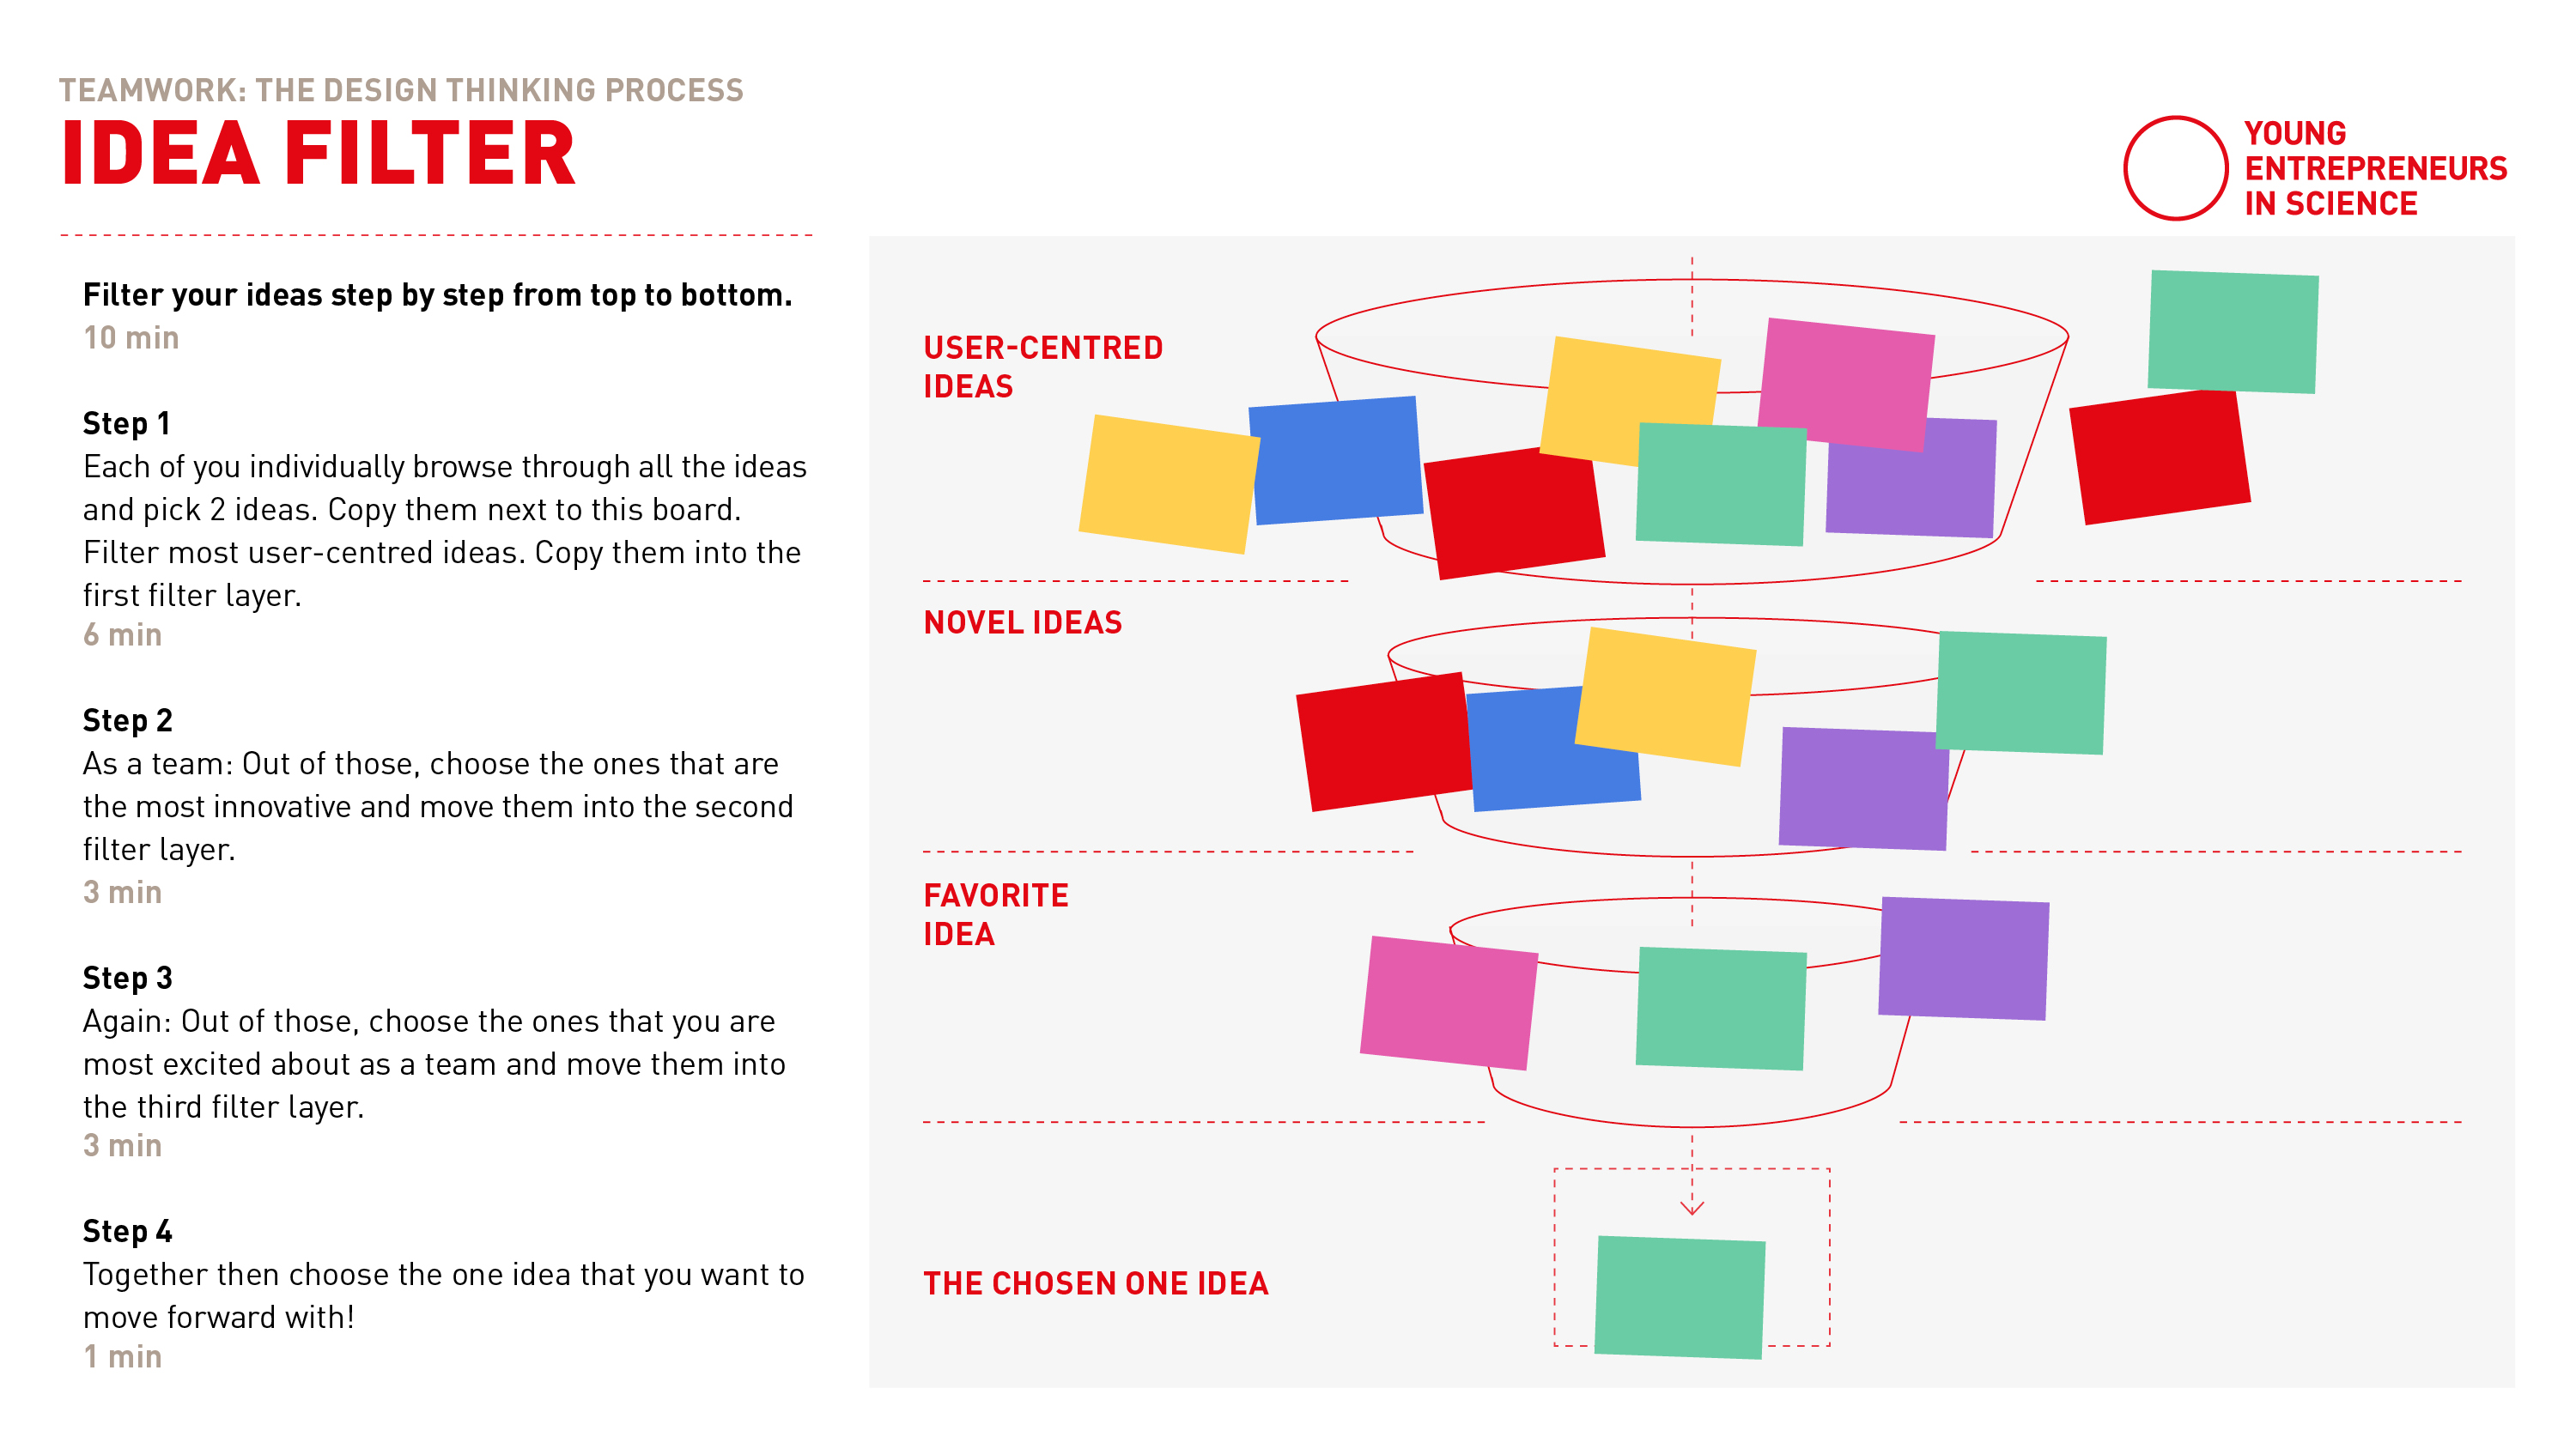 TEAMWORK: THE DESIGN THINKING PROCESS
IDEA FILTER
YOUNG
ENTREPRENEURS
IN SCIENCE
Filter your ideas step by step from top to bottom.
10 min
Step 1
Each of you individually browse through all the ideas
and pick 2 ideas. Copy them next to this board.
Filter most user-centred ideas. Copy them into the
first filter layer.
6 min
Step 2
As a team: Out of those, choose the ones that are
the most innovative and move them into the second
filter layer.
3 min
Step 3
Again: Out of those, choose the ones that you are
most excited about as a team and move them into
the third filter layer.
3 min
Step 4
Together then choose the one idea that you want to
move forward with!
1 min
USER-CENTRED
IDEAS
NOVEL IDEAS
FAVORITE
IDEA
THE CHOSEN ONE IDEA